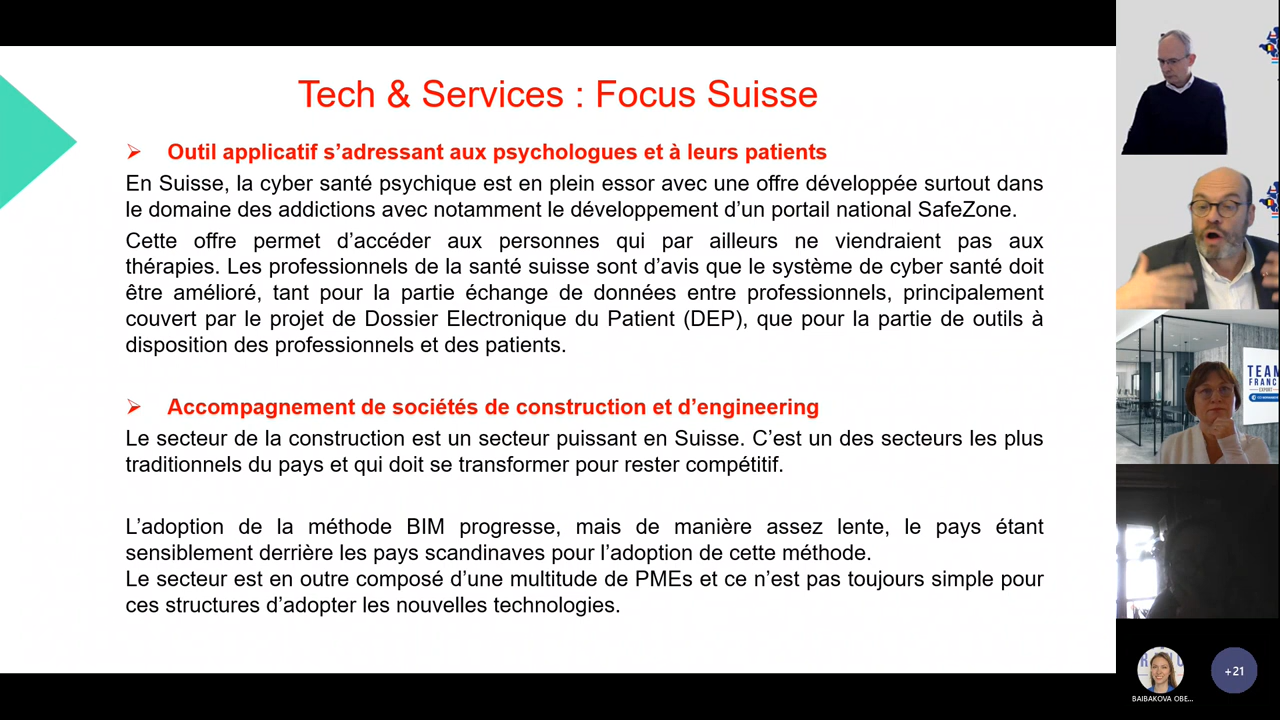 Tech & Services : Focus Suisse
➢ Outil applicatif s’adressant aux psychologues et à leurs patients
En Suisse, la cyber santé psychique est en plein essor avec une offre développée surtout dans
le domaine des addictions avec notamment le développement d’un portail national SafeZone.
Cette offre permet d’accéder aux personnes qui par ailleurs ne viendraient pas aux
thérapies. Les professionnels de la santé suisse sont d’avis que le système de cyber santé doit
être amélioré, tant pour la partie échange de données entre professionnels, principalement
couvert par le projet de Dossier Electronique du Patient (DEP), que pour la partie de outils à
disposition des professionnels et des patients.
➢ Accompagnement de sociétés de construction et d’engineering
Le secteur de la construction est un secteur puissant en Suisse. C’est un des secteurs les plus
traditionnels du pays et qui doit se transformer pour rester compétitif.
L’adoption de la méthode BIM progresse, mais de manière assez lente, le pays étant
sensiblement derrière les pays scandinaves pour l’adoption de cette méthode.
Le secteur est en outre composé d’une multitude de PMEs et ce n’est pas toujours simple pour
ces structures d’adopter les nouvelles technologies.
TEAM
FRANC
EXPORT
BAIBAKOVA OBE...
+21